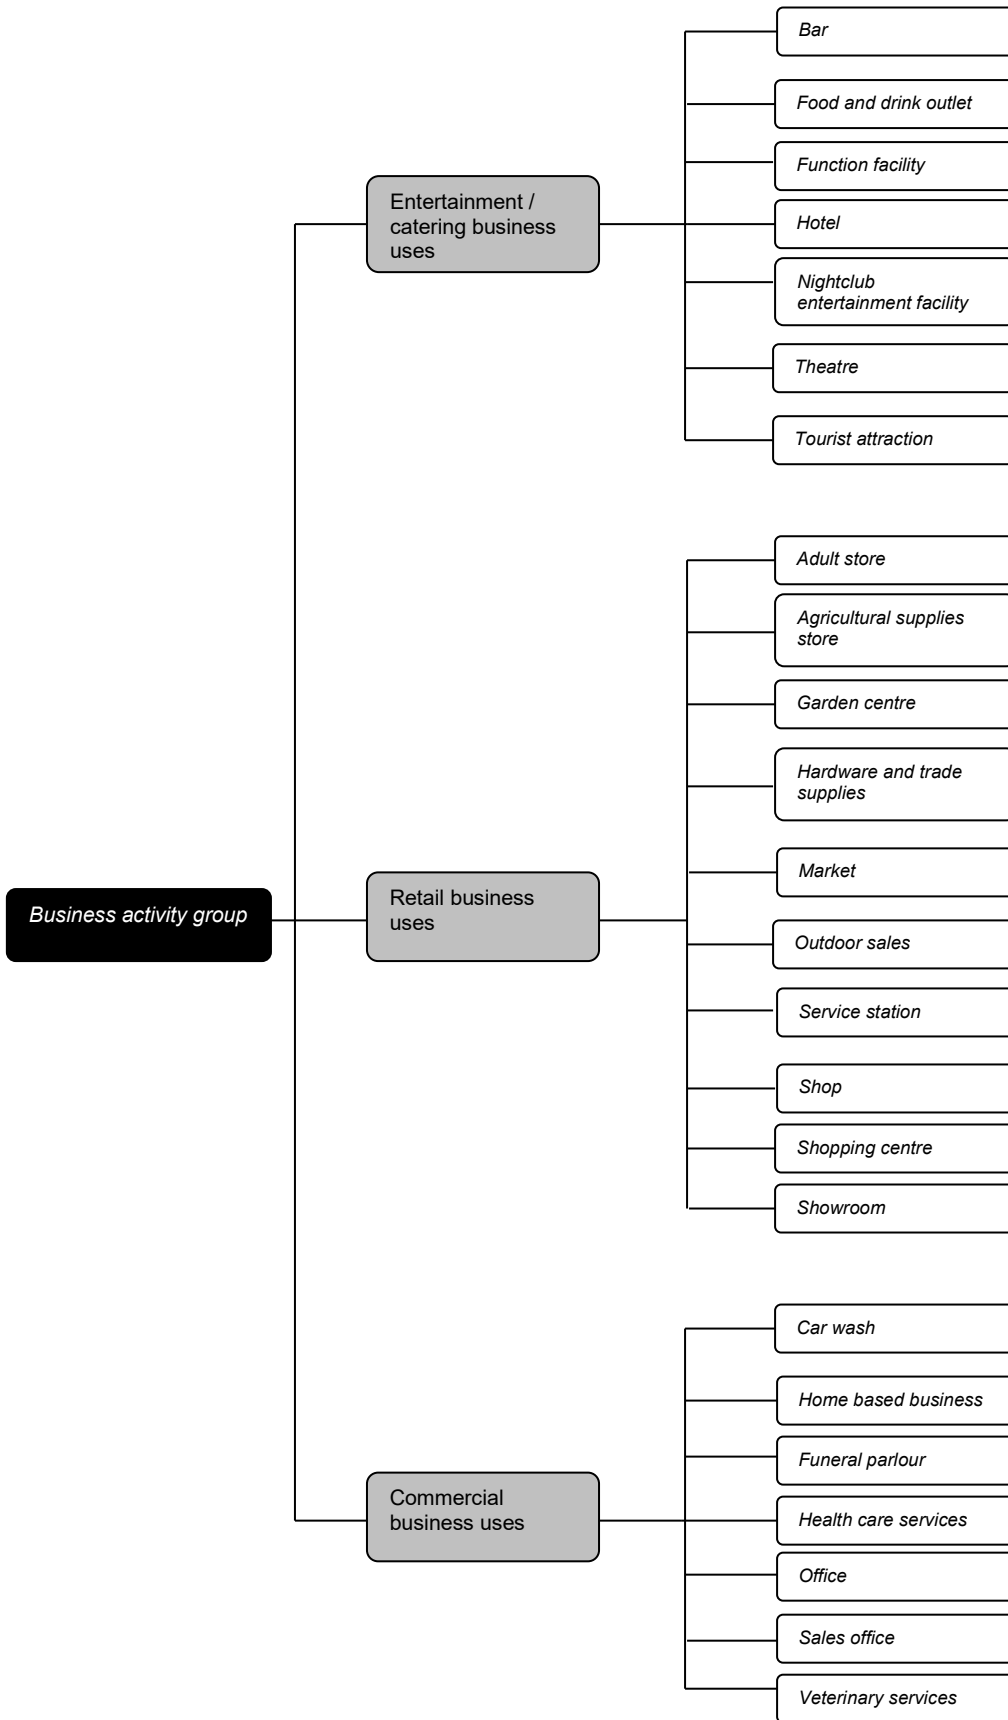 Bar
Food and drink outlet
Function facility
Entertainment /
catering business
uses
Hotel
Nightclub
entertainment facility
Theatre
Tourist attraction
Adult store
Agricultural supplies
store
Garden centre
Hardware and trade
supplies
Market
Business activity group
Retail business
uses
Outdoor sales
Service station
Shop
Shopping centre
Showroom
Car wash
Home based business
Funeral parlour
Commercial
business uses
Health care services
Office
Sales office
Veterinary services